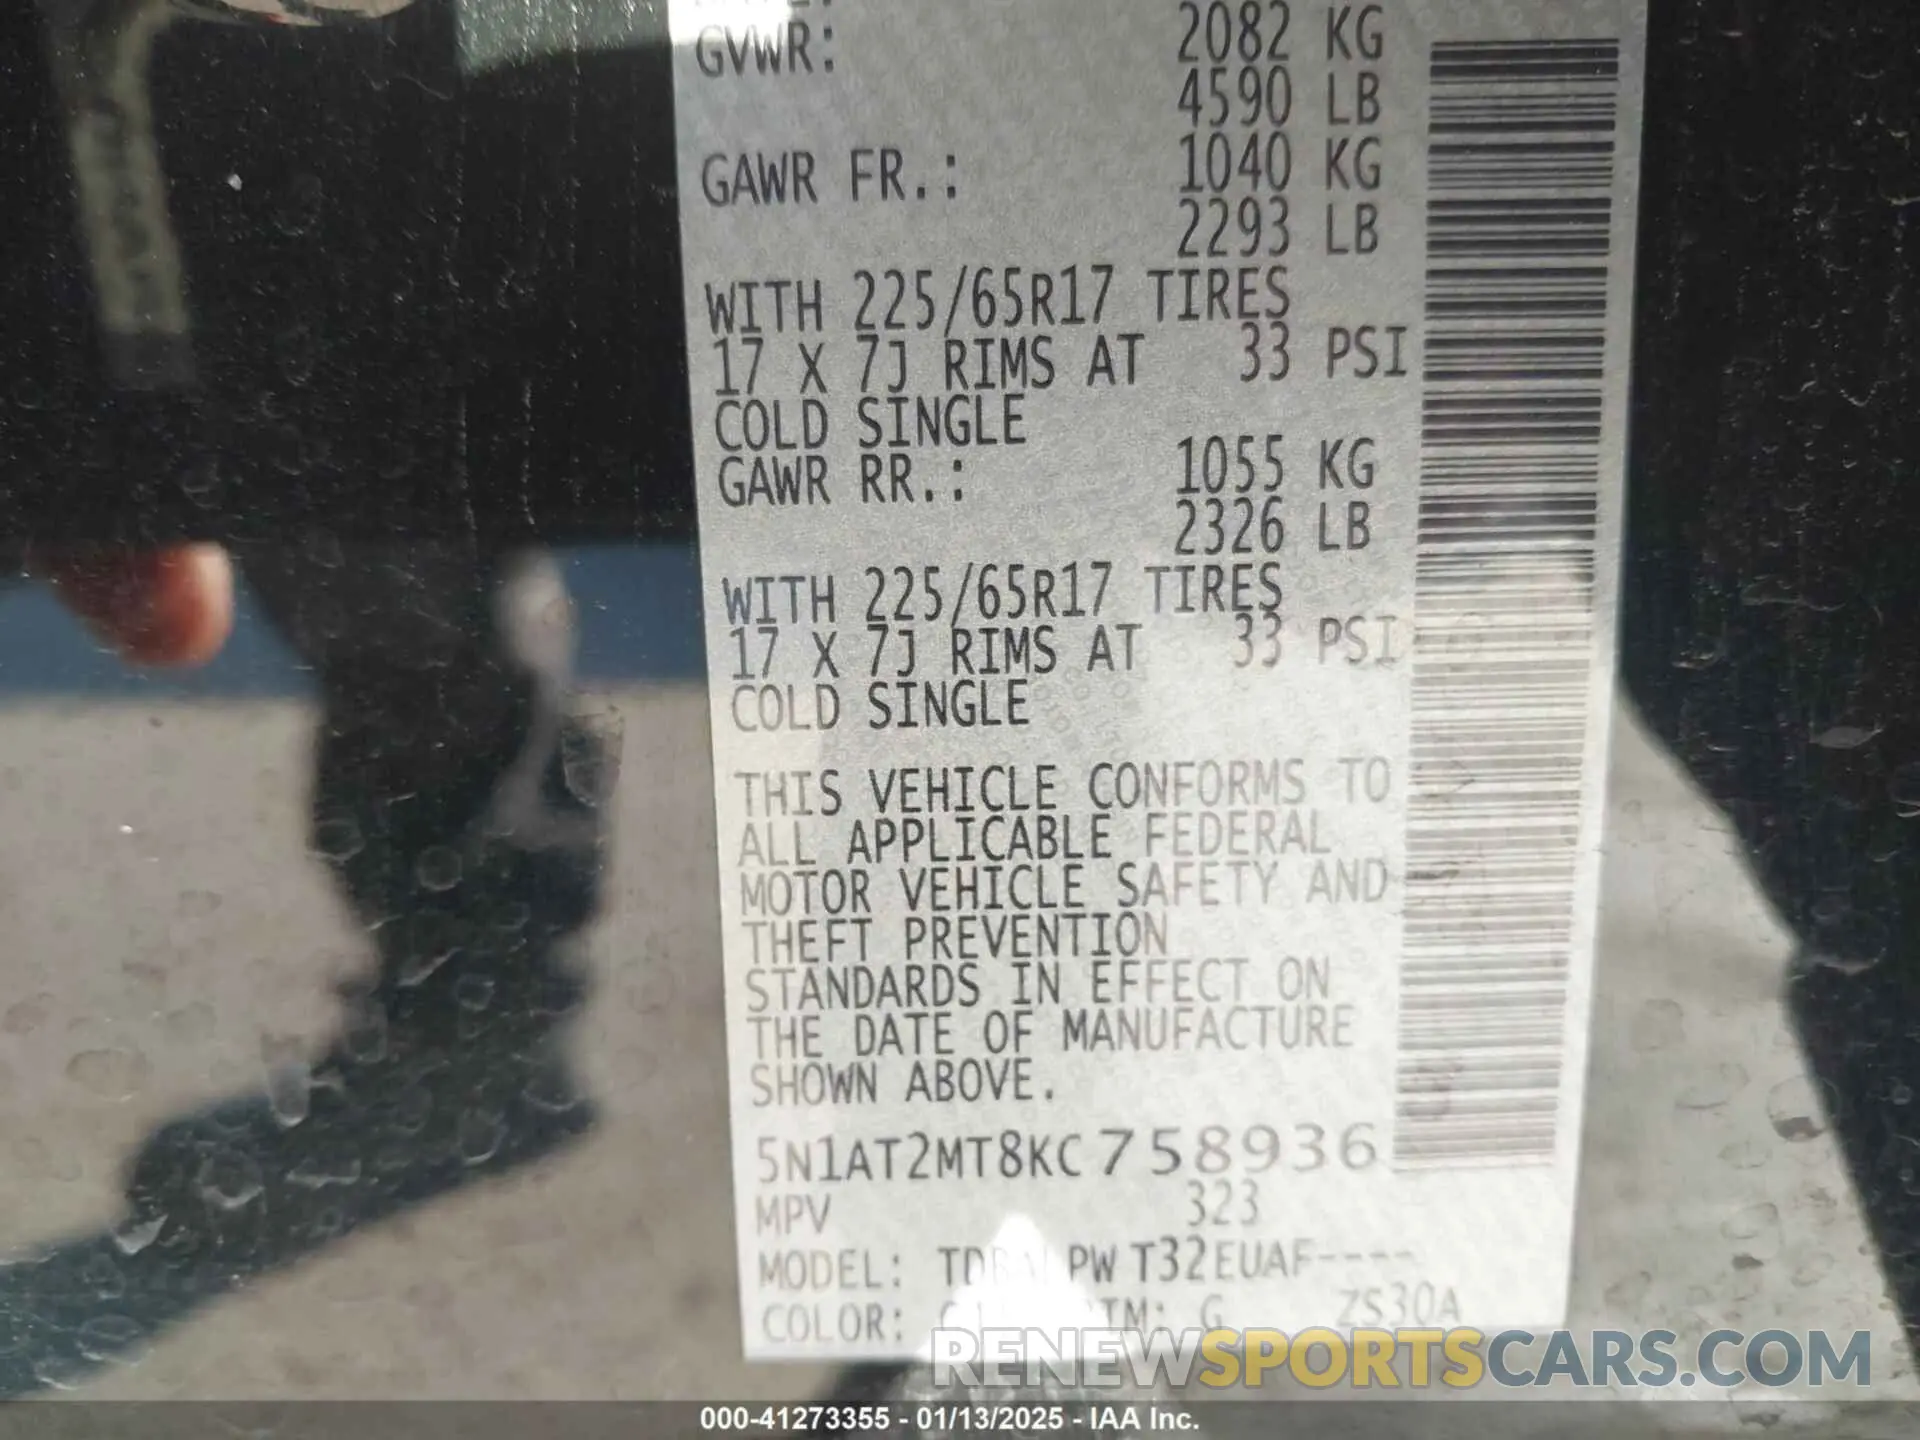 GVWR: 2082 KG
4590 LB
GAWR FR.: 1040 KG
2293 LB
WITH 225/65R17 TIRES
17 X 7J RIMS AT 33 PSI
COLD SINGLE
GAWR RR.: 1055 KG
2326 LB
WITH 225/65R17 TIRES
17 X 7J RIMS AT 33 PSI
COLD SINGLE
THIS VEHICLE CONFORMS TO
ALL APPLICABLE FEDERAL
MOTOR VEHICLE SAFETY AND
THEFT PREVENTION
STANDARDS IN EFFECT ON
THE DATE OF MANUFACTURE
SHOWN ABOVE.
5N1AT2MT8KC758936
MPV 323
MODEL: T32EUAF----
COLOR: G ZS30A
RENEWSPORTSCARS.COM
000-41273355 - 01/13/2025 - IAA Inc.